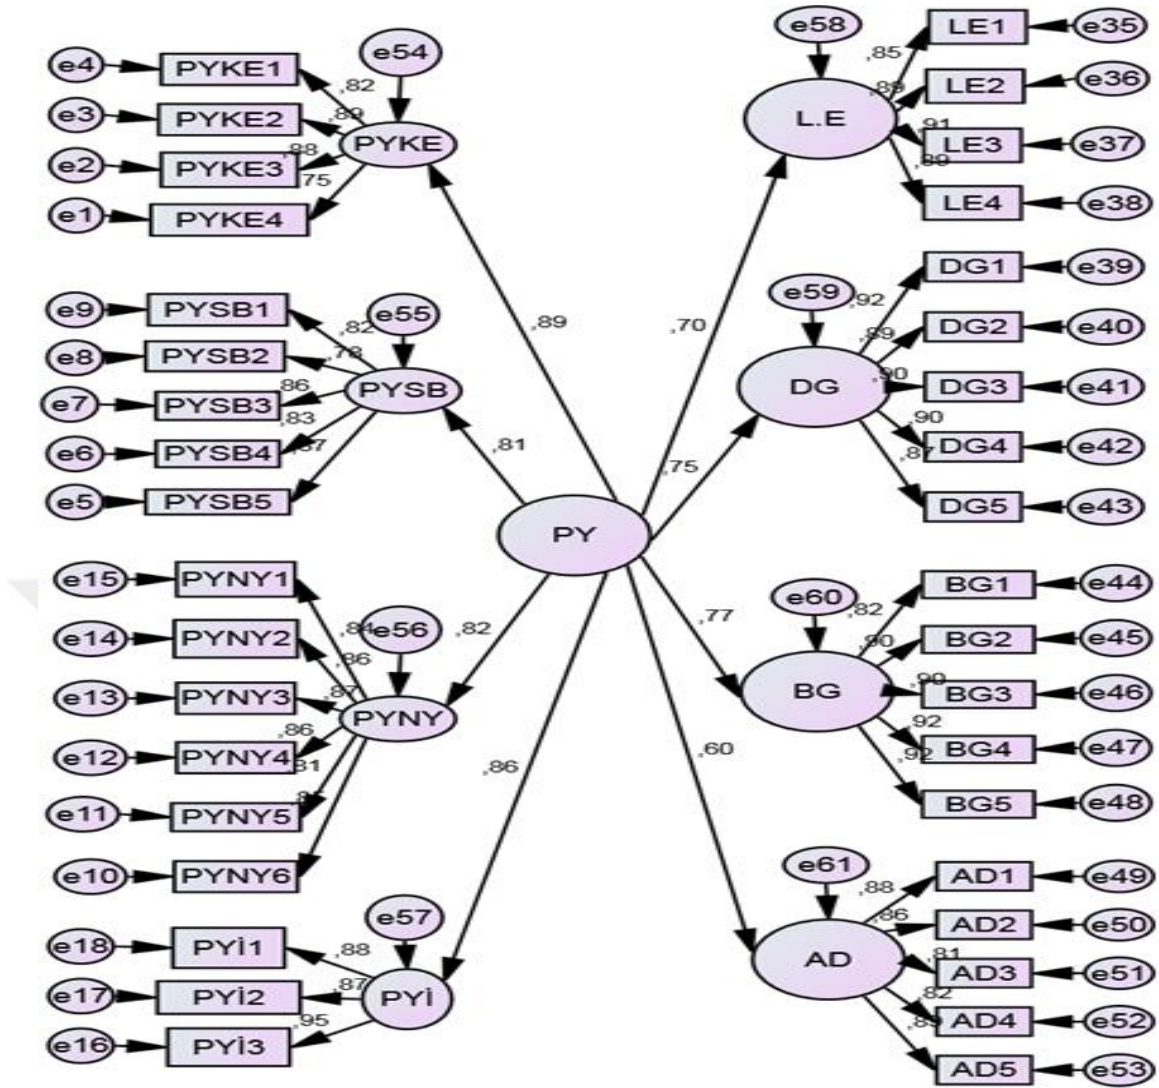 e4 PYKE1 ,82 e54
e3 PYKE2 ,89 PYKE
e2 PYKE3 ,88
e1 PYKE4 ,75
e9 PYSB1 ,82 e55
e8 PYSB2 ,78 PYSB
e7 PYSB3 ,86
e6 PYSB4 ,83
e5 PYSB5
e15 PYNY1 e56
e14 PYNY2 ,86
e13 PYNY3 ,87 PYNY
e12 PYNY4 ,86
e11 PYNY5 ,81
e10 PYNY6
e18 PYİ1 ,88 e57
e17 PYİ2 ,87 PYİ
e16 PYİ3 ,95
PY
,89
,81
,82
,86
,70
,75
,77
,60
e58 ,85 LE1 e35
L.E ,89 LE2 e36
,91 LE3 e37
,89 LE4 e38
e59 ,92 DG1 e39
DG ,89 DG2 e40
,90 DG3 e41
,90 DG4 e42
,87 DG5 e43
e60 ,82 BG1 e44
BG ,90 BG2 e45
,90 BG3 e46
,92 BG4 e47
,92 BG5 e48
e61 ,88 AD1 e49
AD ,86 AD2 e50
,81 AD3 e51
,82 AD4 e52
AD5 e53